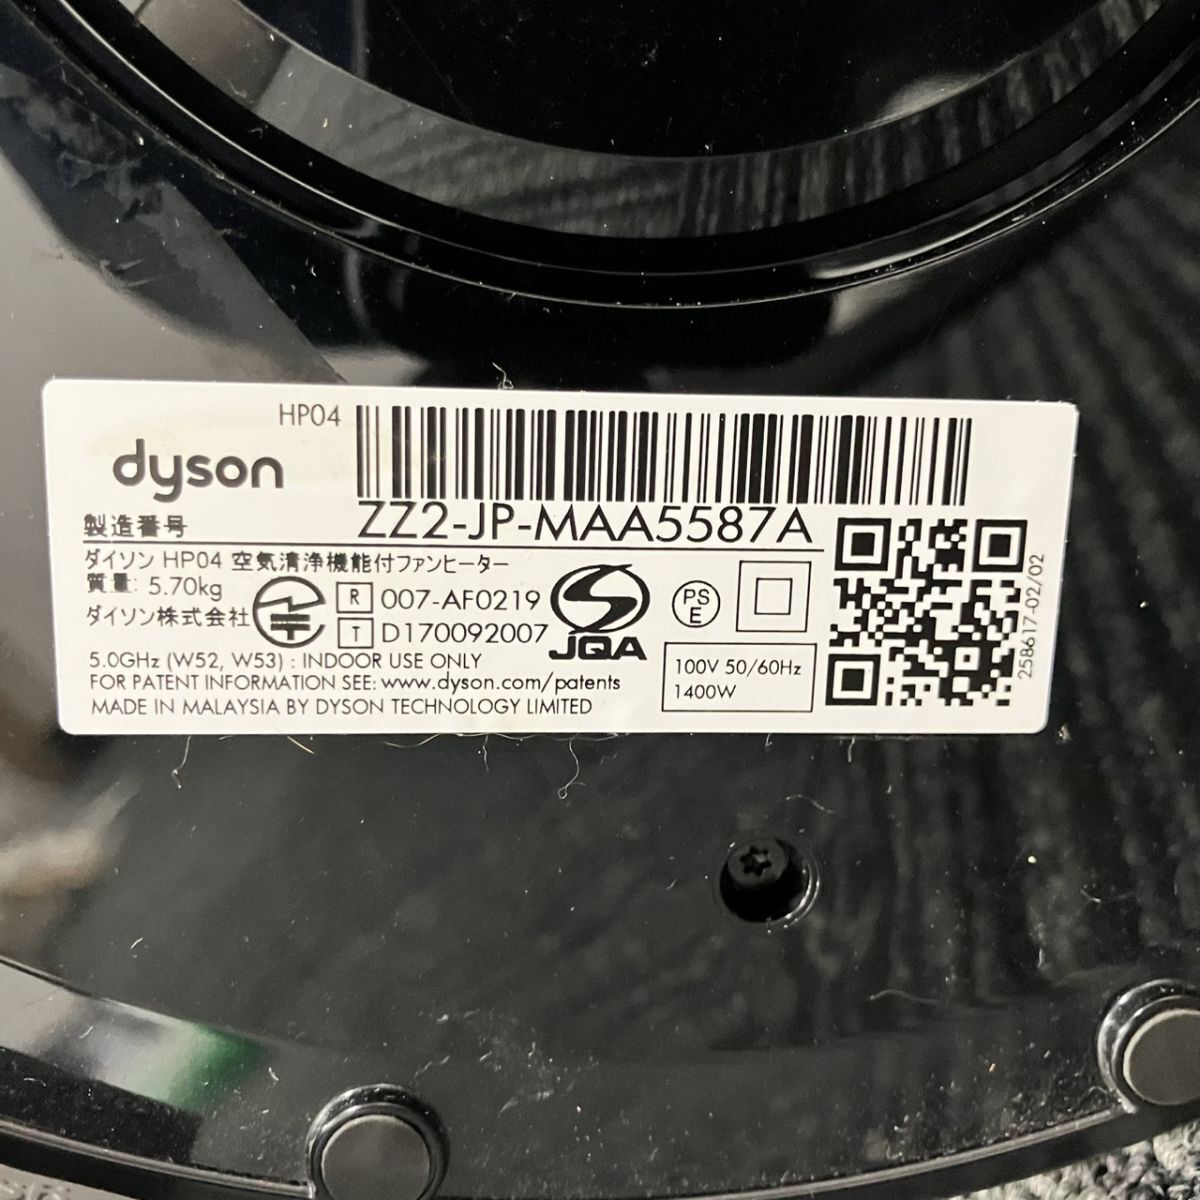 HP04
dyson
製造番号
ZZ2-JP-MAA5587A
ダイソン HP04 空気清浄機能付ファンヒーター
質量: 5.70kg
ダイソン株式会社
R 007-AF0219
T D170092007
JQA
PS
E
5.0GHz (W52, W53) : INDOOR USE ONLY
FOR PATENT INFORMATION SEE: www.dyson.com/patents
MADE IN MALAYSIA BY DYSON TECHNOLOGY LIMITED
100V 50/60Hz
1400W
258617-02/02